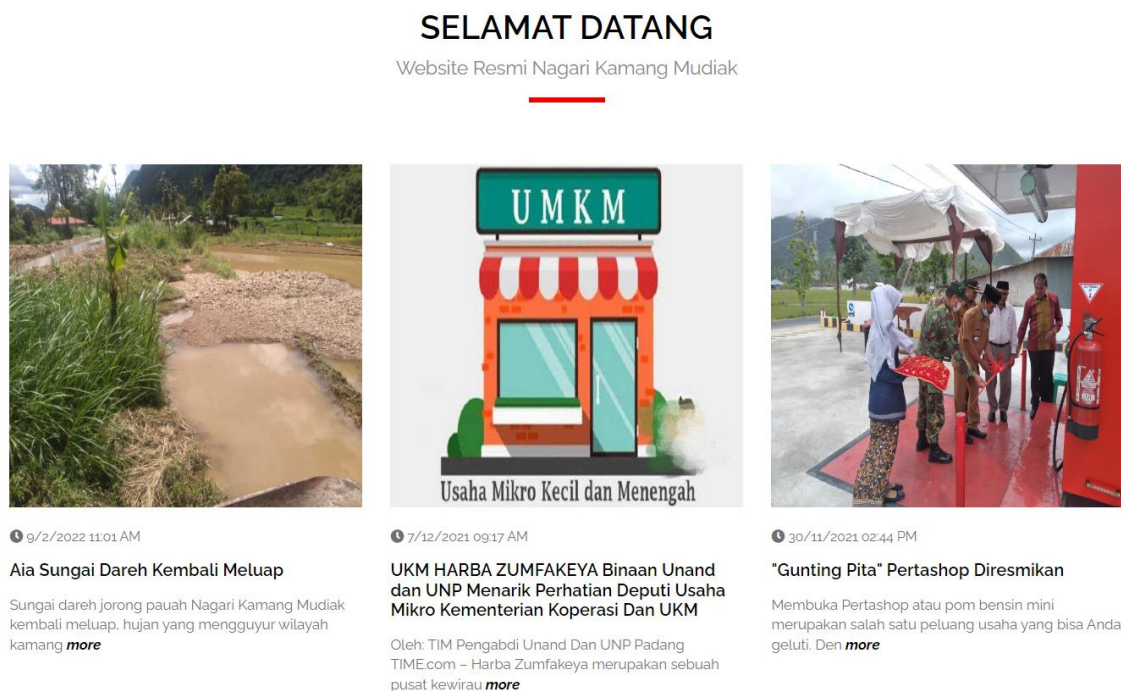 SELAMAT DATANG
Website Resmi Nagari Kamang Mudiak
UMKM
Usaha Mikro Kecil dan Menengah
9/2/2022 11:01 AM
Aia Sungai Dareh Kembali Meluap
Sungai dareh jorong pauah Nagari Kamang Mudiak
kembali meluap, hujan yang mengguyur wilayah
kamang more
7/12/2021 09:17 AM
UKM HARBA ZUMFAKEYA Binaan Unand
dan UNP Menarik Perhatian Deputi Usaha
Mikro Kementerian Koperasi Dan UKM
Oleh: TIM Pengabdi Unand Dan UNP Padang
TIME.com – Harba Zumfakeya merupakan sebuah
pusat kewirau more
30/11/2021 02:44 PM
"Gunting Pita" Pertashop Diresmikan
Membuka Pertashop atau pom bensin mini
merupakan salah satu peluang usaha yang bisa Anda
geluti. Den more